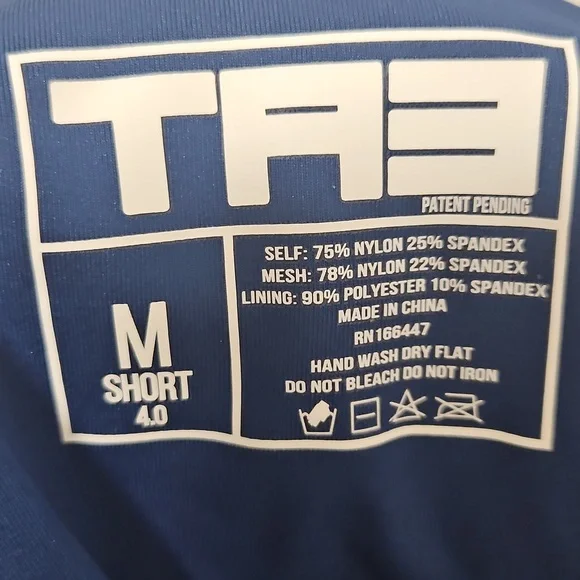 TA3
PATENT PENDING
M
SHORT
4.0
SELF: 75% NYLON 25% SPANDEX
MESH: 78% NYLON 22% SPANDEX
LINING: 90% POLYESTER 10% SPANDEX
MADE IN CHINA
RN166447
HAND WASH DRY FLAT
DO NOT BLEACH DO NOT IRON